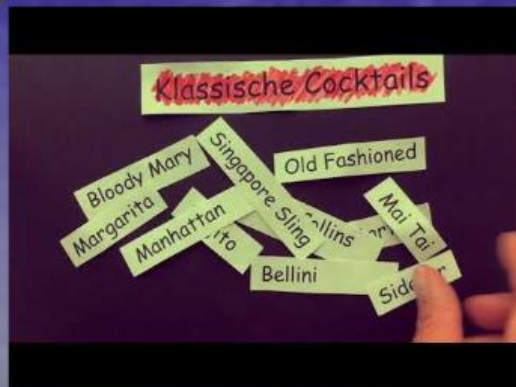 Klassische Cocktails
Bloody Mary
Singapore Sling
Old Fashioned
Margarita
Manhattan
Mai Tai
Bellini